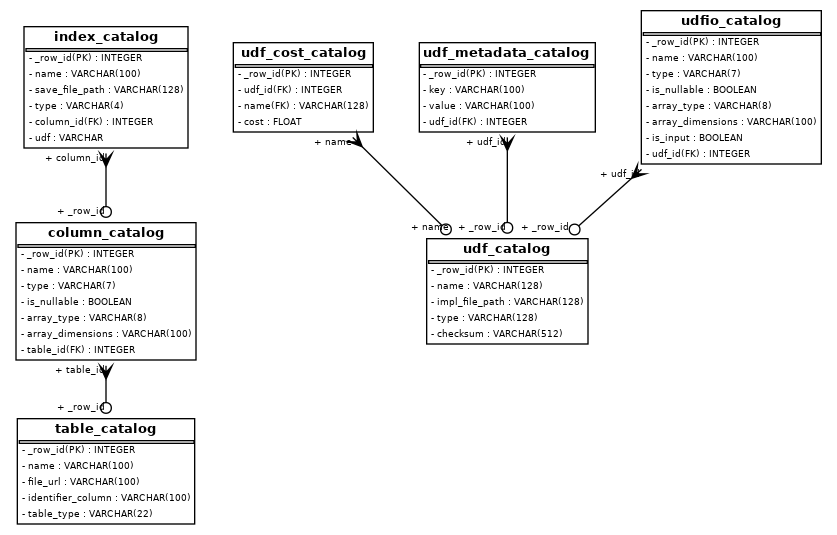 index_catalog
- _row_id(PK) : INTEGER
- name : VARCHAR(100)
- save_file_path : VARCHAR(128)
- type : VARCHAR(4)
- column_id(FK) : INTEGER
- udf : VARCHAR
+ column_id
+ _row_id
column_catalog
- _row_id(PK) : INTEGER
- name : VARCHAR(100)
- type : VARCHAR(7)
- is_nullable : BOOLEAN
- array_type : VARCHAR(8)
- array_dimensions : VARCHAR(100)
- table_id(FK) : INTEGER
+ table_id
+ _row_id
table_catalog
- _row_id(PK) : INTEGER
- name : VARCHAR(100)
- file_url : VARCHAR(100)
- identifier_column : VARCHAR(100)
- table_type : VARCHAR(22)
udf_cost_catalog
- _row_id(PK) : INTEGER
- udf_id(FK) : INTEGER
- name(FK) : VARCHAR(128)
- cost : FLOAT
+ name
udf_metadata_catalog
- _row_id(PK) : INTEGER
- key : VARCHAR(100)
- value : VARCHAR(100)
- udf_id(FK) : INTEGER
+ udf_id
udfio_catalog
- _row_id(PK) : INTEGER
- name : VARCHAR(100)
- type : VARCHAR(7)
- is_nullable : BOOLEAN
- array_type : VARCHAR(8)
- array_dimensions : VARCHAR(100)
- is_input : BOOLEAN
- udf_id(FK) : INTEGER
+ udf_id
+ name + _row_id + _row_id
udf_catalog
- _row_id(PK) : INTEGER
- name : VARCHAR(128)
- impl_file_path : VARCHAR(128)
- type : VARCHAR(128)
- checksum : VARCHAR(512)